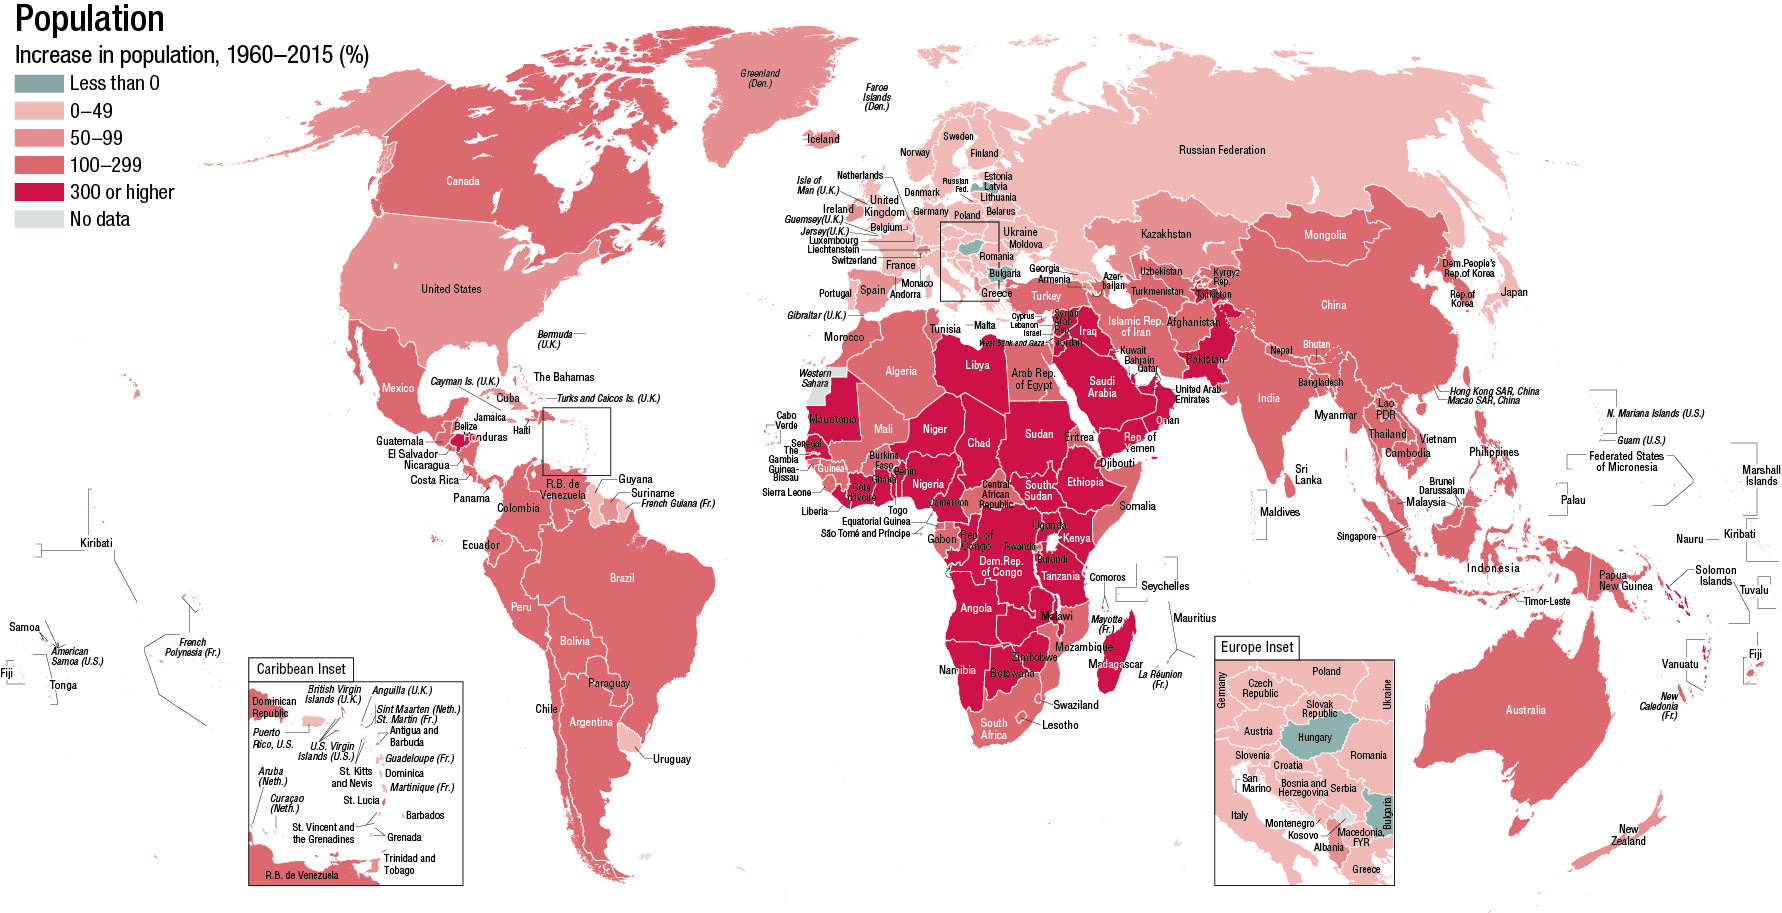 Population
Increase in population, 1960–2015 (%)
Less than 0
0–49
50–99
100–299
300 or higher
No data
Greenland
(Den.)
Faroe
Islands
(Den.)
Iceland
Canada
United States
Bermuda
(U.K.)
Mexico
Cayman Is. (U.K.)
The Bahamas
Cuba
Turks and Caicos Is. (U.K.)
Jamaica
Belize
Haiti
Honduras
Guatemala
El Salvador
Nicaragua
Costa Rica
Panama
R.B. de
Venezuela
Guyana
Suriname
French Guiana (Fr.)
Colombia
Ecuador
Brazil
Peru
Bolivia
Paraguay
Chile
Argentina
Uruguay
Kiribati
Samoa
American
Samoa (U.S.)
French
Polynesia (Fr.)
Fiji
Tonga
Norway
Sweden
Finland
Russian Federation
Netherlands
Isle of
Man (U.K.)
Denmark
Russian
Fed.
Estonia
Latvia
Lithuania
United
Kingdom
Ireland
Germany
Poland
Belarus
Guernsey(U.K.)
Jersey(U.K.)
Belgium
Luxembourg
Liechtenstein
Switzerland
Ukraine
Moldova
Romania
France
Bulgaria
Monaco
Andorra
Portugal
Spain
Greece
Georgia
Armenia
Azer-
baijan
Turkey
Gibraltar (U.K.)
Malta
Tunisia
Morocco
Cyprus
Lebanon
Israel
West Bank and Gaza
Syrian
Arab
Rep.
Jordan
Iraq
Kazakhstan
Uzbekistan
Kyrgyz
Rep.
Turkmenistan
Tajikistan
Islamic Rep.
of Iran
Afghanistan
Pakistan
Kuwait
Bahrain
Qatar
United Arab
Emirates
Saudi
Arabia
Oman
Rep. of
Yemen
Mongolia
China
Dem.People's
Rep.of Korea
Rep.of
Korea
Japan
Nepal
Bhutan
Bangladesh
India
Myanmar
Lao
PDR
Thailand
Vietnam
Cambodia
Hong Kong SAR, China
Macao SAR, China
Philippines
Sri
Lanka
Maldives
Brunei
Darussalam
Malaysia
Singapore
Indonesia
Timor-Leste
Papua
New Guinea
N. Mariana Islands (U.S.)
Guam (U.S.)
Federated States
of Micronesia
Marshall
Islands
Palau
Nauru
Kiribati
Solomon
Islands
Tuvalu
Vanuatu
Fiji
New
Caledonia
(Fr.)
Australia
New
Zealand
Western
Sahara
Algeria
Libya
Arab Rep.
of Egypt
Cabo
Verde
Mauritania
Mali
Niger
Chad
Sudan
Eritrea
Senegal
The
Gambia
Guinea-
Bissau
Guinea
Burkina
Faso
Benin
Ghana
Côte
d'Ivoire
Nigeria
Djibouti
Ethiopia
Sierra Leone
Liberia
Togo
Cameroon
Central
African
Republic
South
Sudan
Somalia
Equatorial Guinea
São Tomé and Príncipe
Gabon
Rep. of
Congo
Uganda
Kenya
Rwanda
Burundi
Dem.Rep.
of Congo
Tanzania
Comoros
Seychelles
Angola
Malawi
Mayotte
(Fr.)
Mauritius
Mozambique
Zimbabwe
Madagascar
La Réunion
(Fr.)
Namibia
Botswana
Swaziland
Lesotho
South
Africa
Caribbean Inset
Dominican
Republic
British Virgin
Islands (U.K.)
Anguilla (U.K.)
Sint Maarten (Neth.)
St. Martin (Fr.)
Antigua and
Barbuda
Puerto
Rico, U.S.
U.S. Virgin
Islands (U.S.)
Guadeloupe (Fr.)
St. Kitts
and Nevis
Dominica
Aruba
(Neth.)
Martinique (Fr.)
Curaçao
(Neth.)
St. Lucia
Barbados
St. Vincent and
the Grenadines
Grenada
Trinidad and
Tobago
R.B. de Venezuela
Europe Inset
Germany
Poland
Czech
Republic
Ukraine
Slovak
Republic
Austria
Hungary
Slovenia
Romania
Croatia
San
Marino
Bosnia and
Herzegovina
Serbia
Italy
Bulgaria
Montenegro
Kosovo
Macedonia,
FYR
Albania
Greece